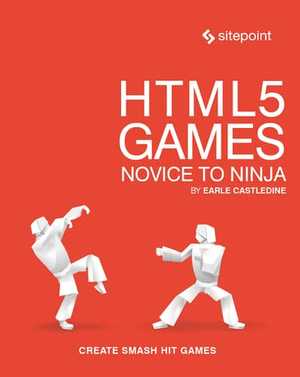 sitepoint
HTML5
GAMES
NOVICE TO NINJA
BY EARLE CASTLEDINE
CREATE SMASH HIT GAMES